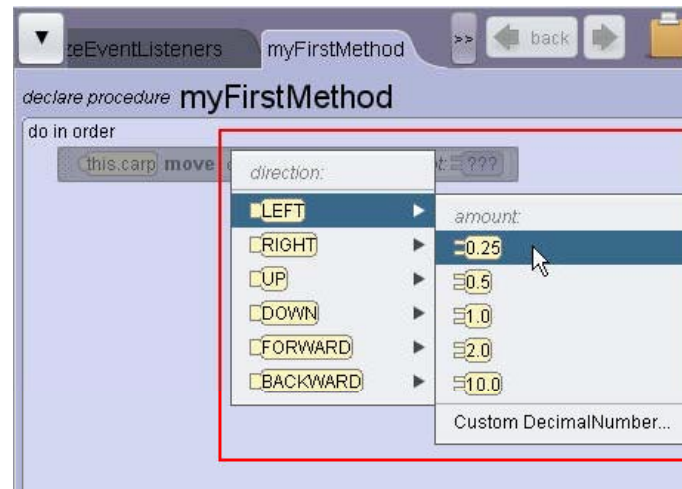 zeEventListeners myFirstMethod >> back
declare procedure myFirstMethod
do in order
this.carp move ???
direction:
LEFT
RIGHT
UP
DOWN
FORWARD
BACKWARD
amount:
0.25
0.5
1.0
2.0
10.0
Custom DecimalNumber...